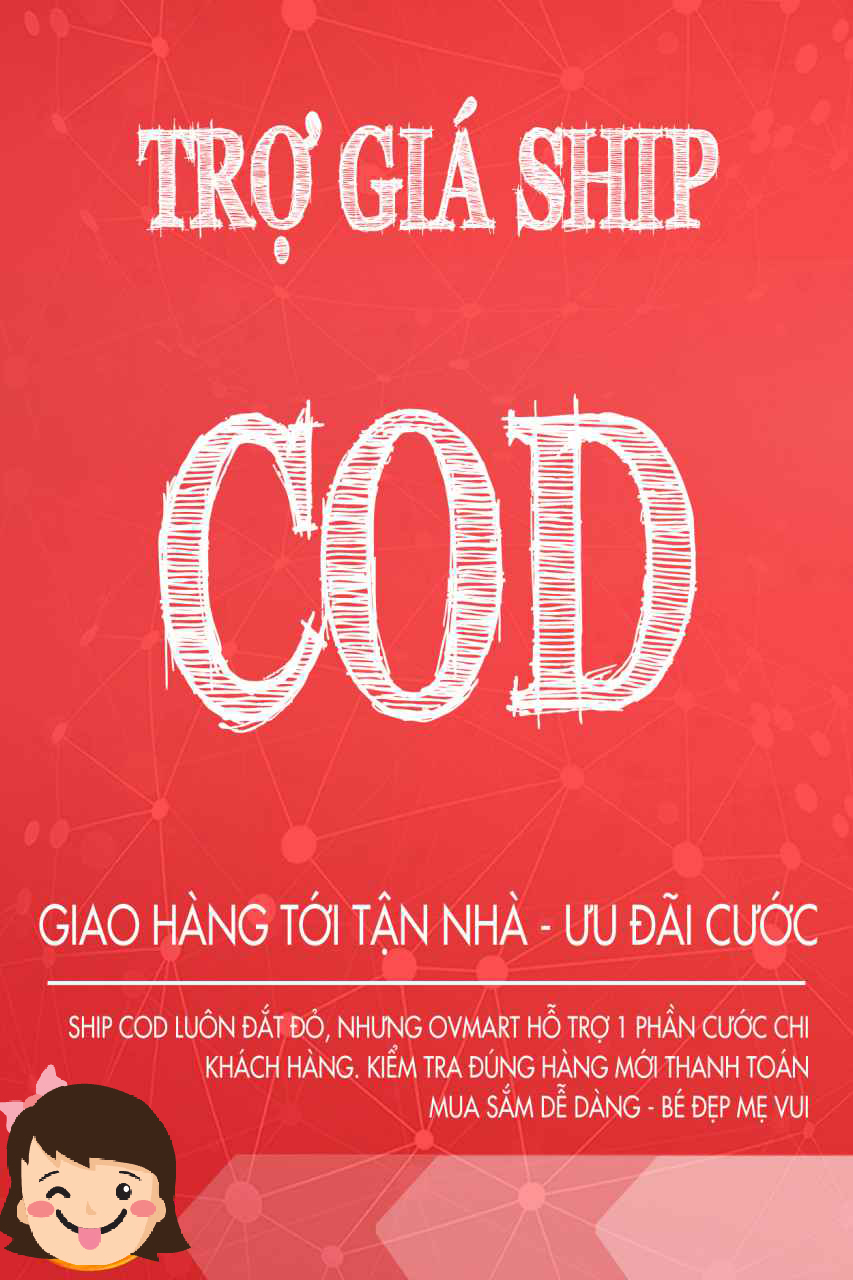 TRỢ GIÁ SHIP
COD
GIAO HÀNG TỚI TẬN NHÀ - ƯU ĐÃI CƯỚC
SHIP COD LUÔN ĐẮT ĐỎ, NHƯNG OVMART HỖ TRỢ 1 PHẦN CƯỚC CHI
KHÁCH HÀNG. KIỂM TRA ĐÚNG HÀNG MỚI THANH TOÁN
MUA SẮM DỄ DÀNG - BÉ ĐẸP MẸ VUI